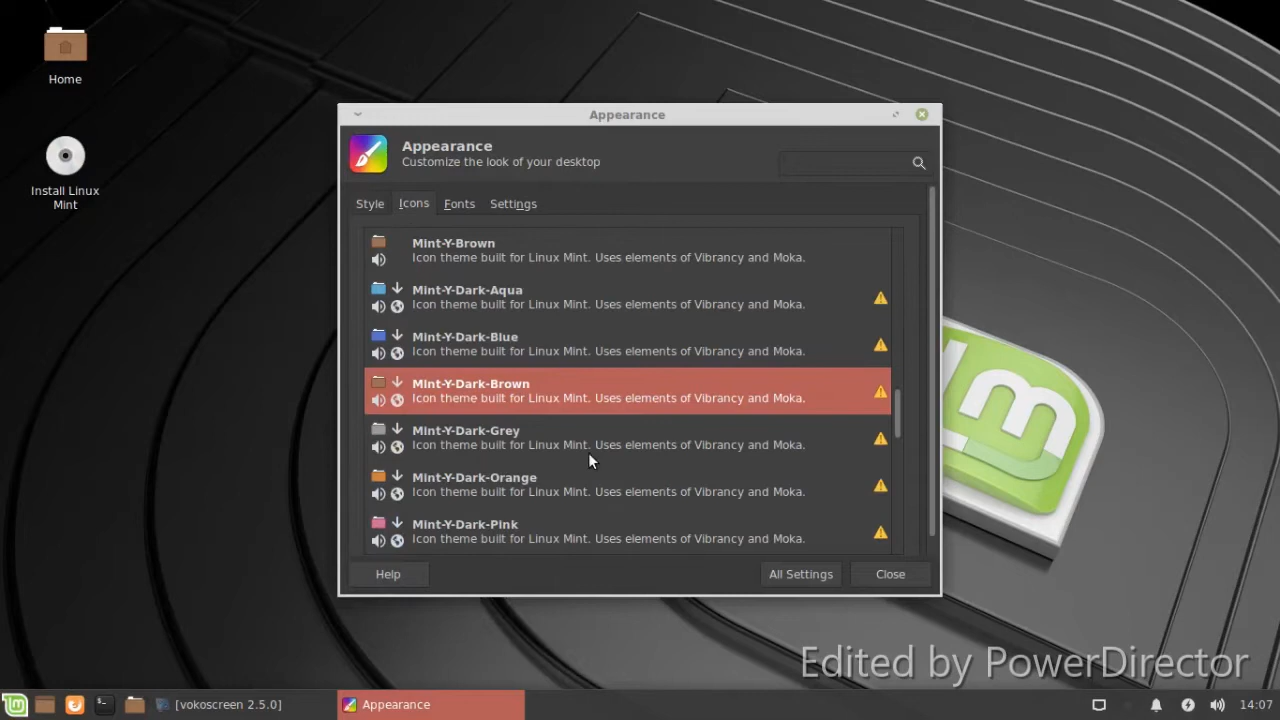 Home
Install Linux
Mint
Appearance
Appearance
Customize the look of your desktop
Style Icons Fonts Settings
Mint-Y-Brown
Icon theme built for Linux Mint. Uses elements of Vibrancy and Moka.
Mint-Y-Dark-Aqua
Icon theme built for Linux Mint. Uses elements of Vibrancy and Moka.
Mint-Y-Dark-Blue
Icon theme built for Linux Mint. Uses elements of Vibrancy and Moka.
Mint-Y-Dark-Brown
Icon theme built for Linux Mint. Uses elements of Vibrancy and Moka.
Mint-Y-Dark-Grey
Icon theme built for Linux Mint. Uses elements of Vibrancy and Moka.
Mint-Y-Dark-Orange
Icon theme built for Linux Mint. Uses elements of Vibrancy and Moka.
Mint-Y-Dark-Pink
Icon theme built for Linux Mint. Uses elements of Vibrancy and Moka.
Help All Settings Close
Edited by PowerDirector
[vokoscreen 2.5.0] Appearance 14:07